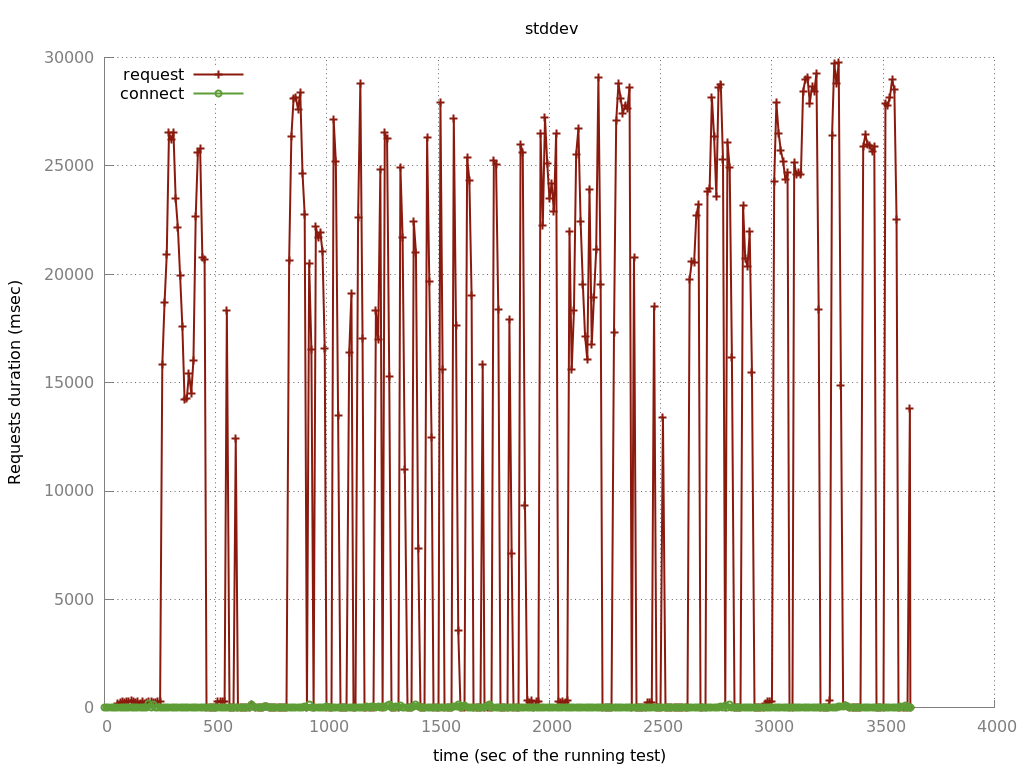 stddev
30000
request
connect
25000
20000
15000
10000
5000
0
Requests duration (msec)
0 500 1000 1500 2000 2500 3000 3500 4000
time (sec of the running test)